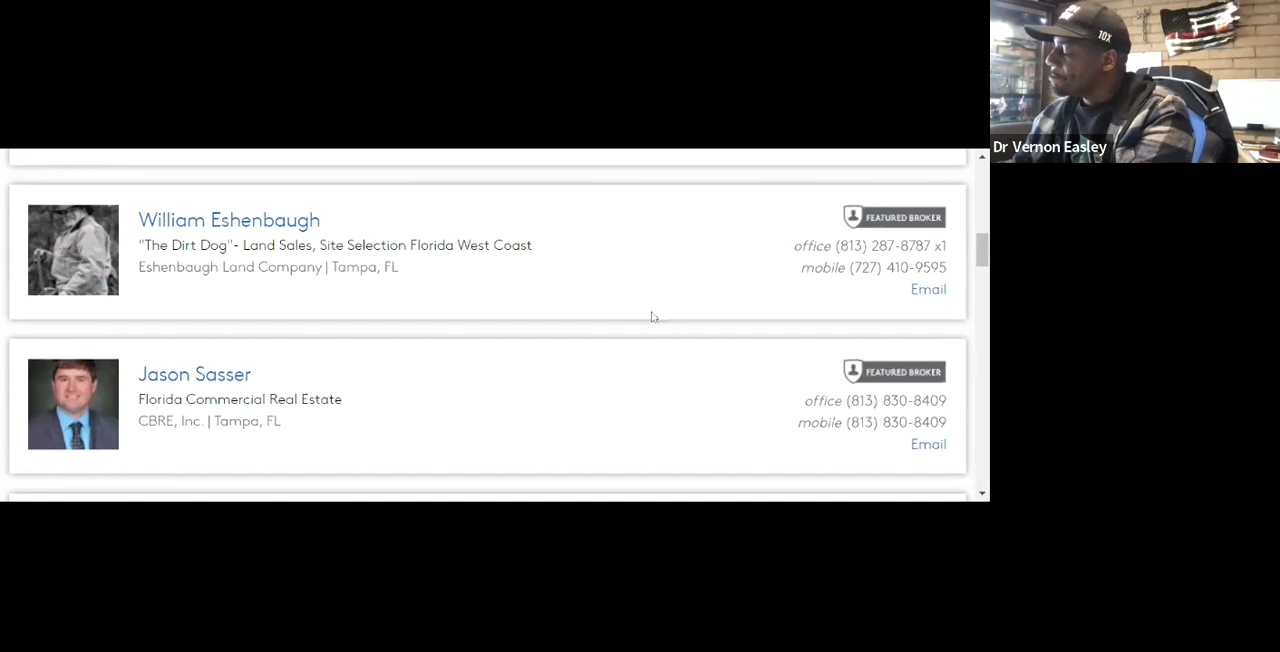 10X
Dr Vernon Easley
William Eshenbaugh
FEATURED BROKER
"The Dirt Dog"- Land Sales, Site Selection Florida West Coast
office (813) 287-8787 x1
Eshenbaugh Land Company | Tampa, FL
mobile (727) 410-9595
Email
Jason Sasser
FEATURED BROKER
Florida Commercial Real Estate
office (813) 830-8409
CBRE, Inc. | Tampa, FL
mobile (813) 830-8409
Email